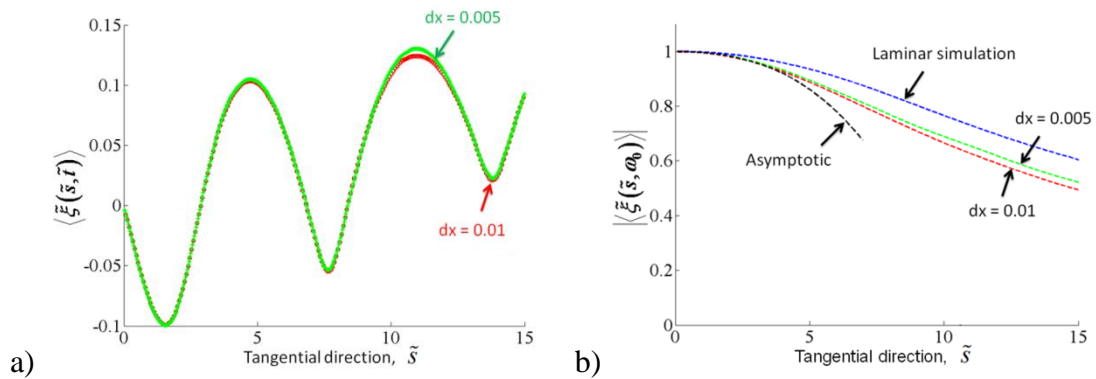 a)
0.15
0.1
0.05
0
-0.05
-0.1
⟨ξ̃(s̃,t̃)⟩
dx = 0.005
dx = 0.01
0 5 10 15
Tangential direction, s̃
b)
1
0.8
0.6
0.4
0.2
0
|⟨ξ̃(s̃,ω₀)⟩|
Laminar simulation
dx = 0.005
Asymptotic
dx = 0.01
0 5 10 15
Tangential direction, s̃